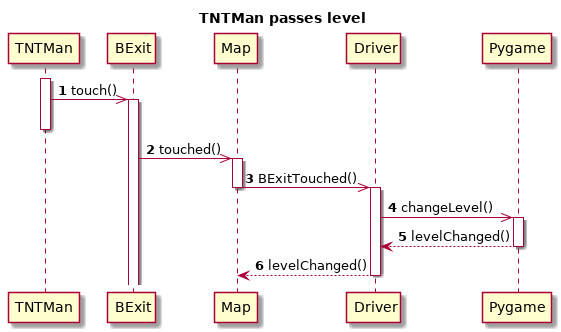 TNTMan passes level
TNTMan BExit Map Driver Pygame
1 touch()
2 touched()
3 BExitTouched()
4 changeLevel()
5 levelChanged()
6 levelChanged()
TNTMan BExit Map Driver Pygame